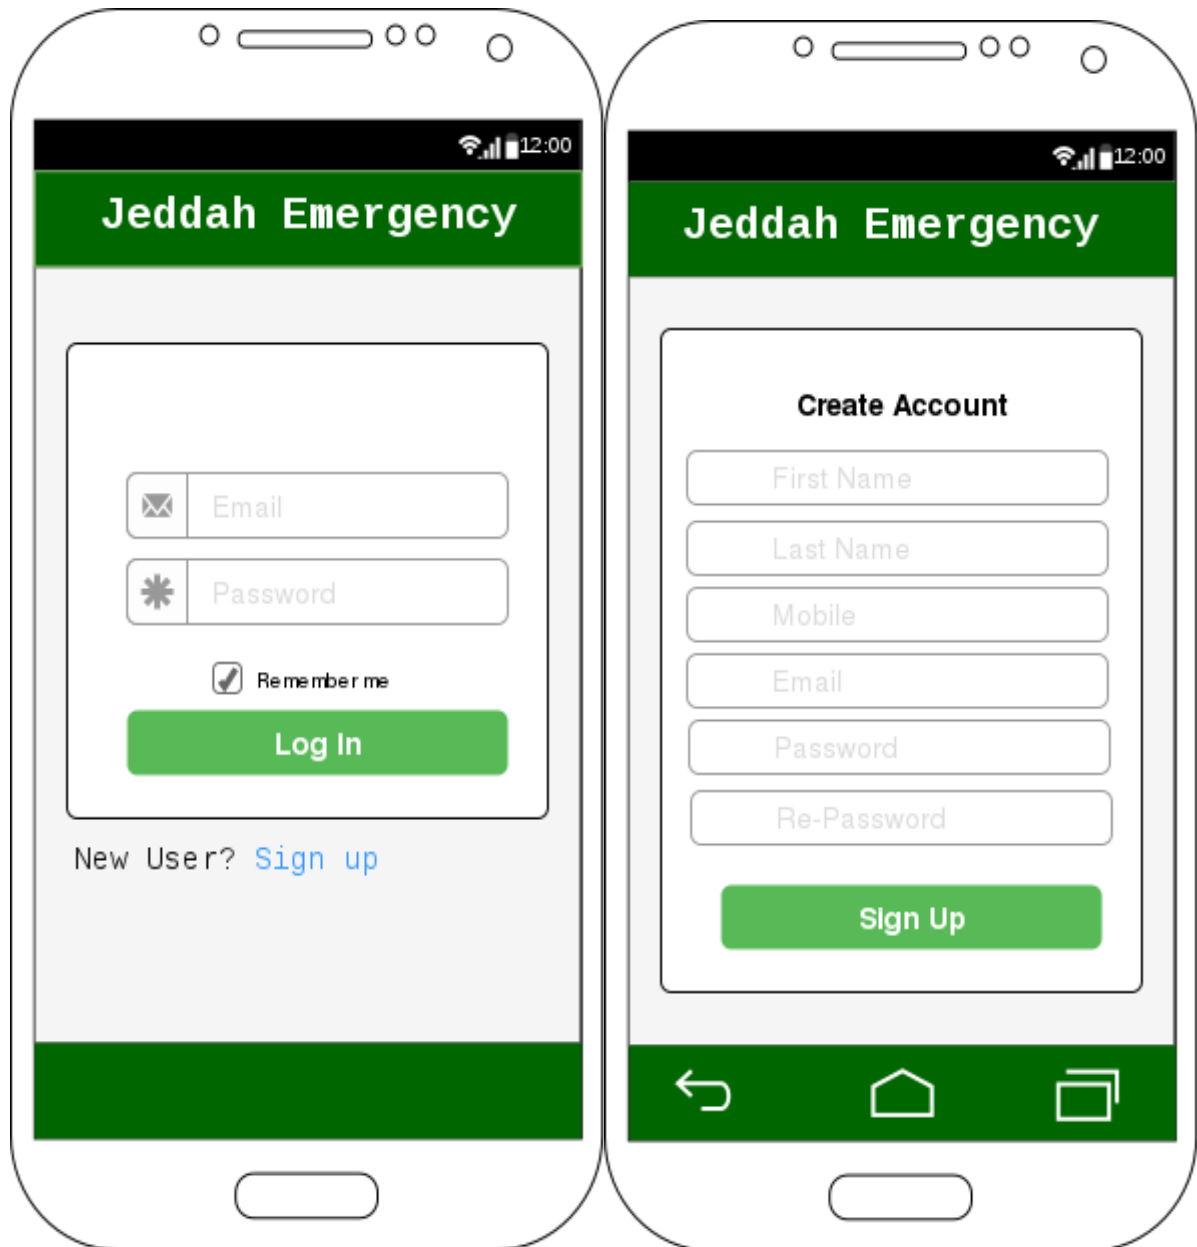 12:00
Jeddah Emergency
Email
Password
Remember me
Log In
New User? Sign up
12:00
Jeddah Emergency
Create Account
First Name
Last Name
Mobile
Email
Password
Re-Password
Sign Up